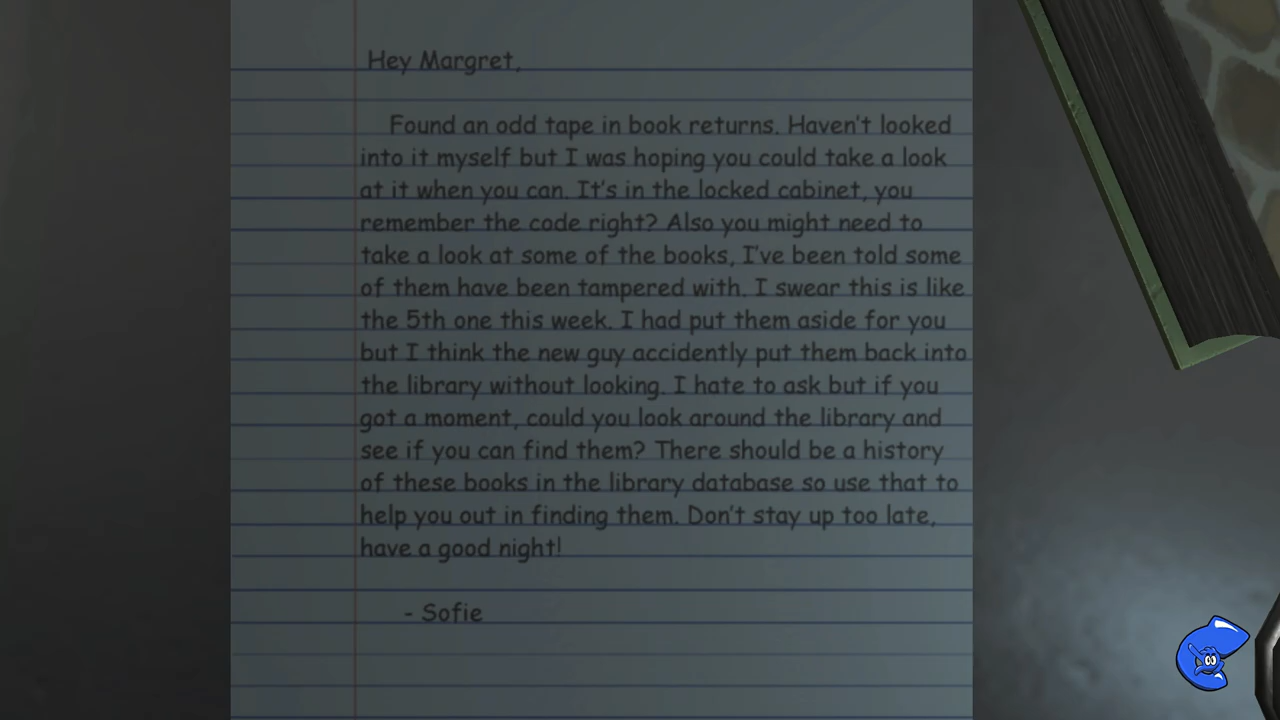 Hey Margret,
Found an odd tape in book returns. Haven't looked
into it myself but I was hoping you could take a look
at it when you can. It's in the locked cabinet, you
remember the code right? Also you might need to
take a look at some of the books, I've been told some
of them have been tampered with. I swear this is like
the 5th one this week. I had put them aside for you
but I think the new guy accidently put them back into
the library without looking. I hate to ask but if you
got a moment, could you look around the library and
see if you can find them? There should be a history
of these books in the library database so use that to
help you out in finding them. Don't stay up too late,
have a good night!
- Sofie